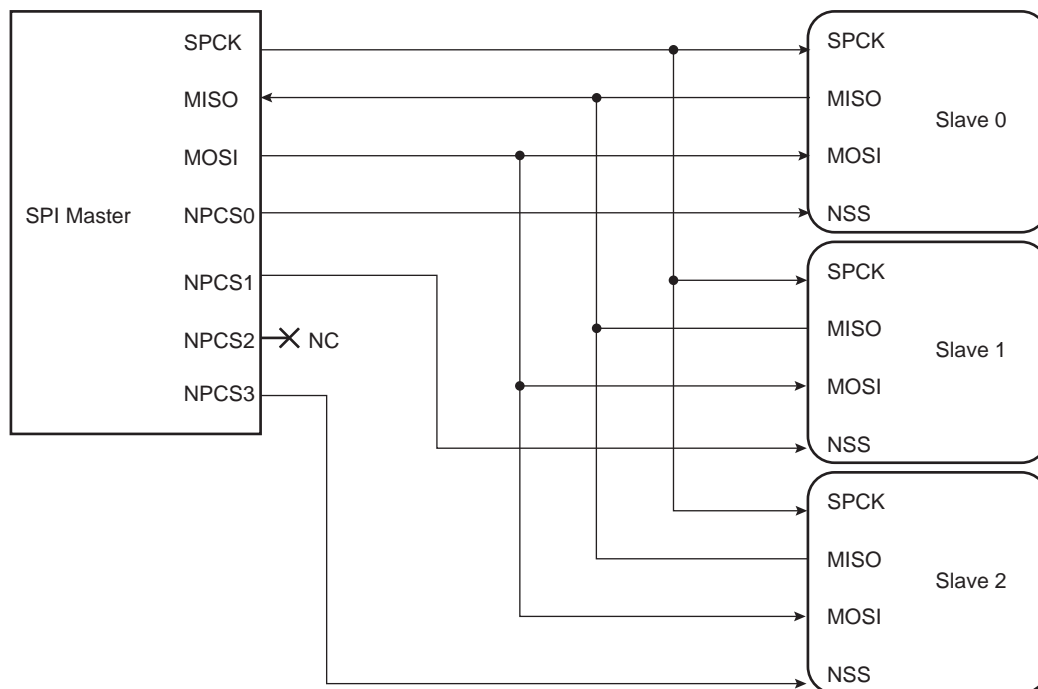 SPI Master
SPCK
MISO
MOSI
NPCS0
NPCS1
NPCS2
NC
NPCS3
SPCK
MISO
Slave 0
MOSI
NSS
SPCK
MISO
Slave 1
MOSI
NSS
SPCK
MISO
Slave 2
MOSI
NSS